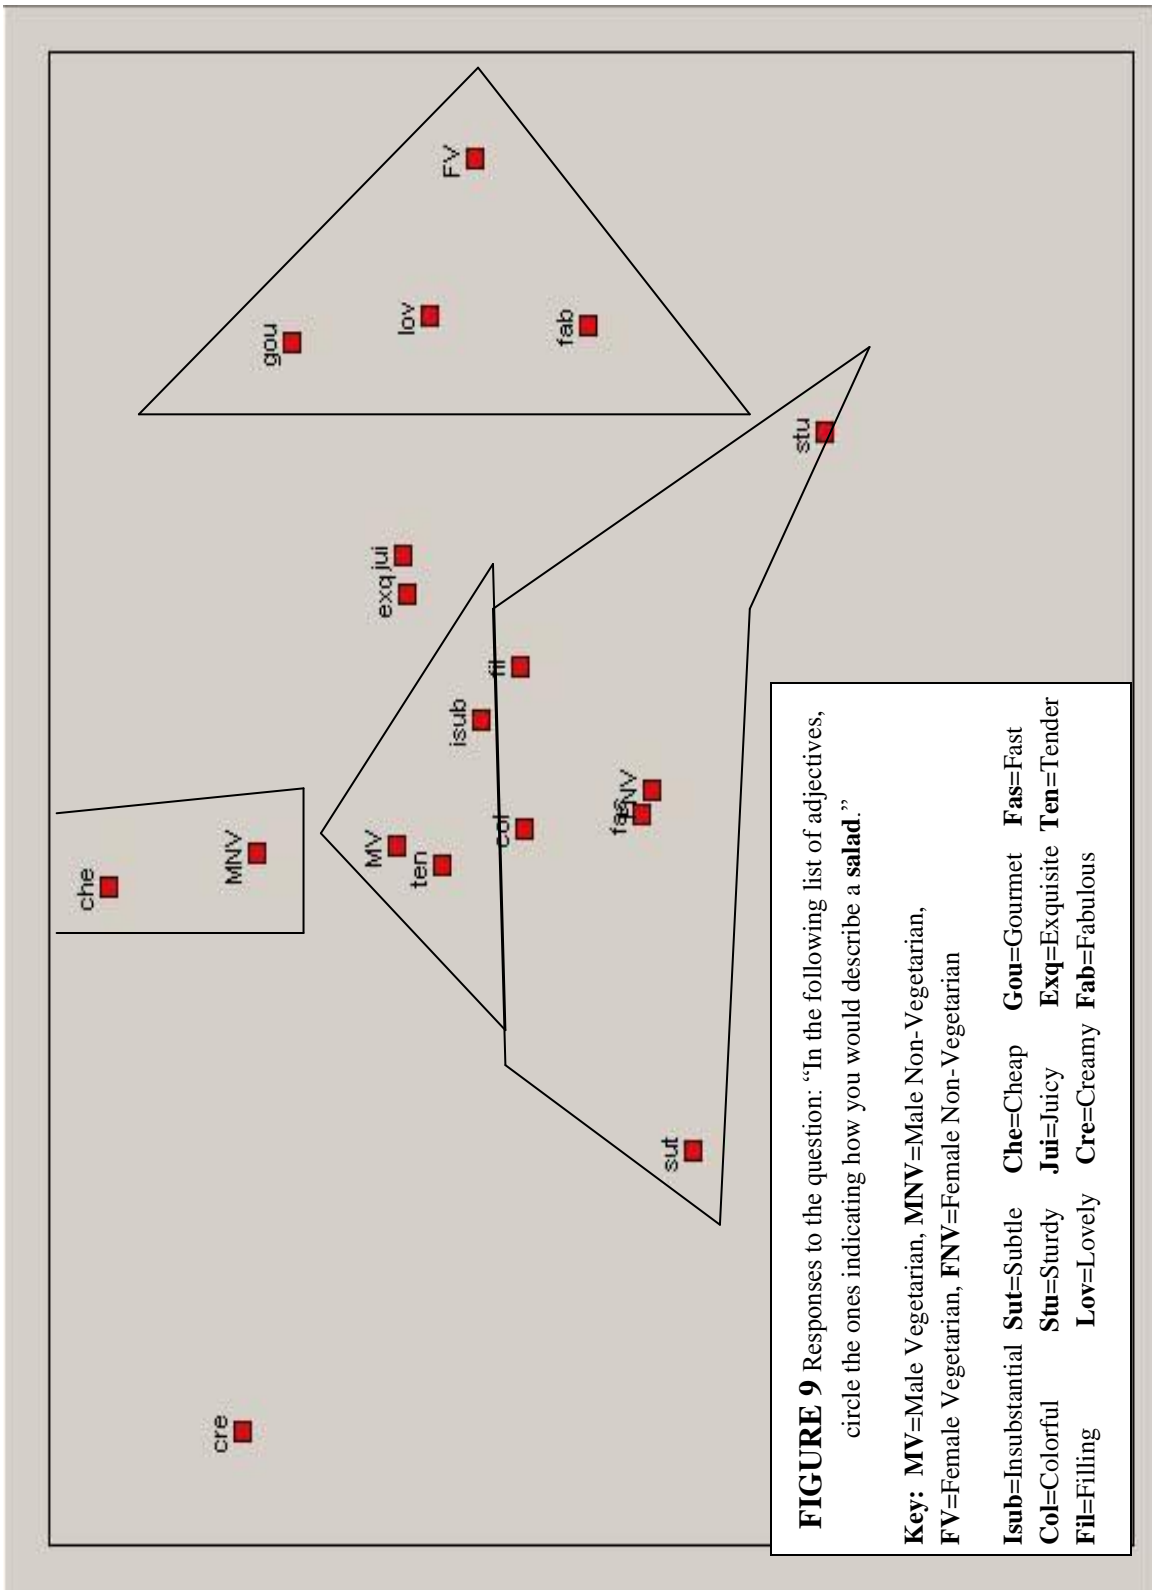 cre
che
MNV
gou
exq
jui
MV
ten
lov
FV
isub
fil
col
fab
fas
FNV
sut
stu
FIGURE 9 Responses to the question: “In the following list of adjectives,
circle the ones indicating how you would describe a salad.”
Key: MV=Male Vegetarian, MNV=Male Non-Vegetarian,
FV=Female Vegetarian, FNV=Female Non-Vegetarian
Isub=Insubstantial Sut=Subtle Che=Cheap Gou=Gourmet Fas=Fast
Col=Colorful Stu=Sturdy Jui=Juicy Exq=Exquisite Ten=Tender
Fil=Filling Lov=Lovely Cre=Creamy Fab=Fabulous